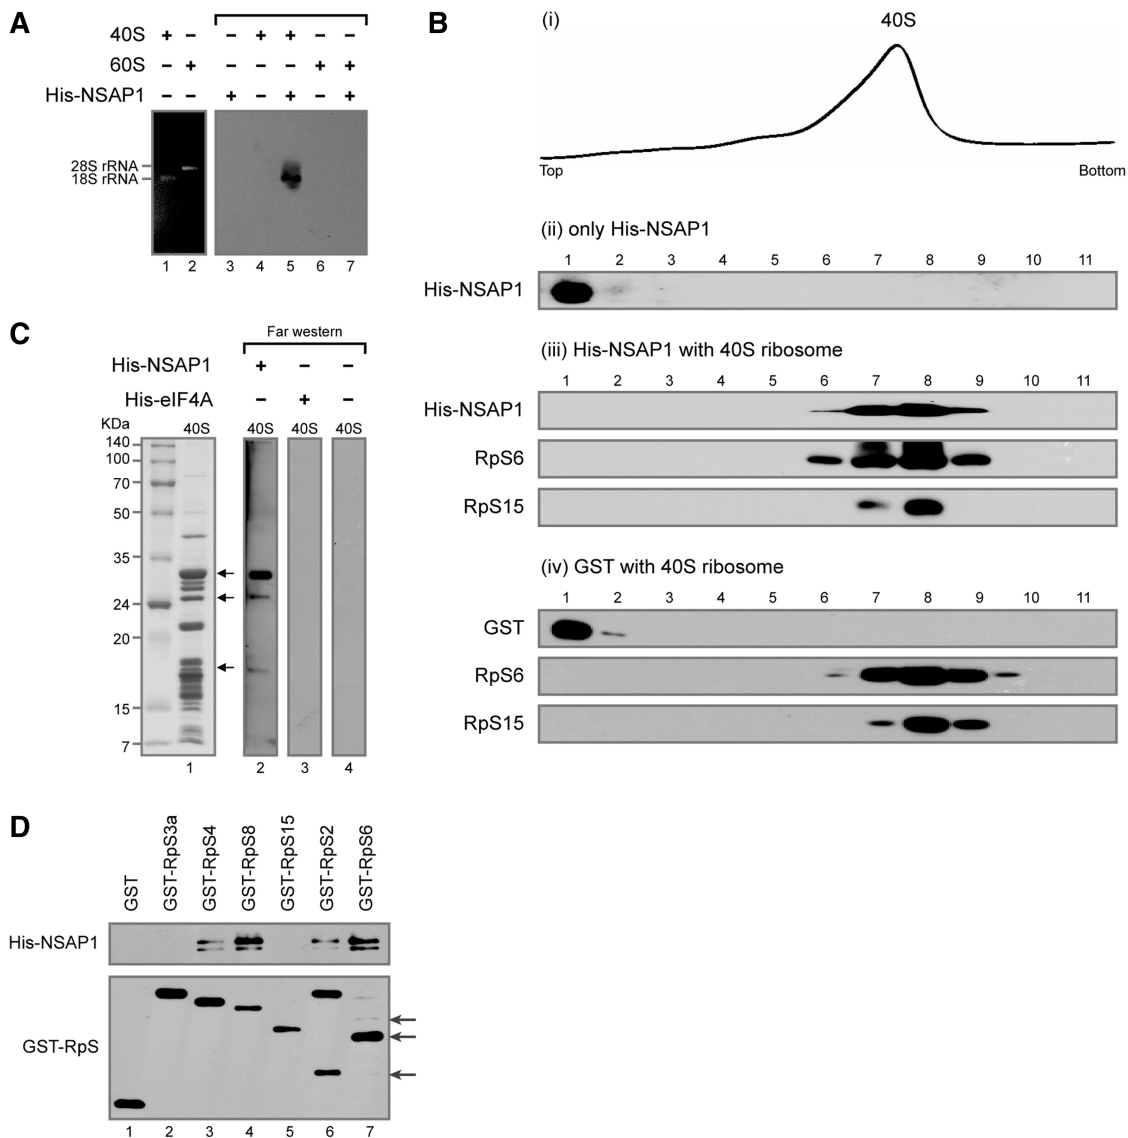 A
40S + − − + + − −
60S − + − − − + +
His-NSAP1 − − + − + − +
28S rRNA
18S rRNA
1 2 3 4 5 6 7
B
(i)
40S
Top
Bottom
(ii) only His-NSAP1
1 2 3 4 5 6 7 8 9 10 11
His-NSAP1
(iii) His-NSAP1 with 40S ribosome
1 2 3 4 5 6 7 8 9 10 11
His-NSAP1
RpS6
RpS15
(iv) GST with 40S ribosome
1 2 3 4 5 6 7 8 9 10 11
GST
RpS6
RpS15
C
Far western
His-NSAP1 + − −
His-eIF4A − + −
KDa
40S 40S 40S 40S
140
100
70
50
35
24
20
15
7
1 2 3 4
D
GST
GST-RpS3a
GST-RpS4
GST-RpS8
GST-RpS15
GST-RpS2
GST-RpS6
His-NSAP1
GST-RpS
1 2 3 4 5 6 7